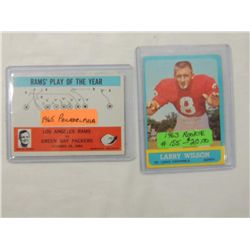 RAMS' PLAY OF THE YEAR
1965 PHILADELPHIA
LOS ANGELES RAMS
VS
GREEN BAY PACKERS
8
1963 ROOKIE
# 155 - $20.00
LARRY WILSON